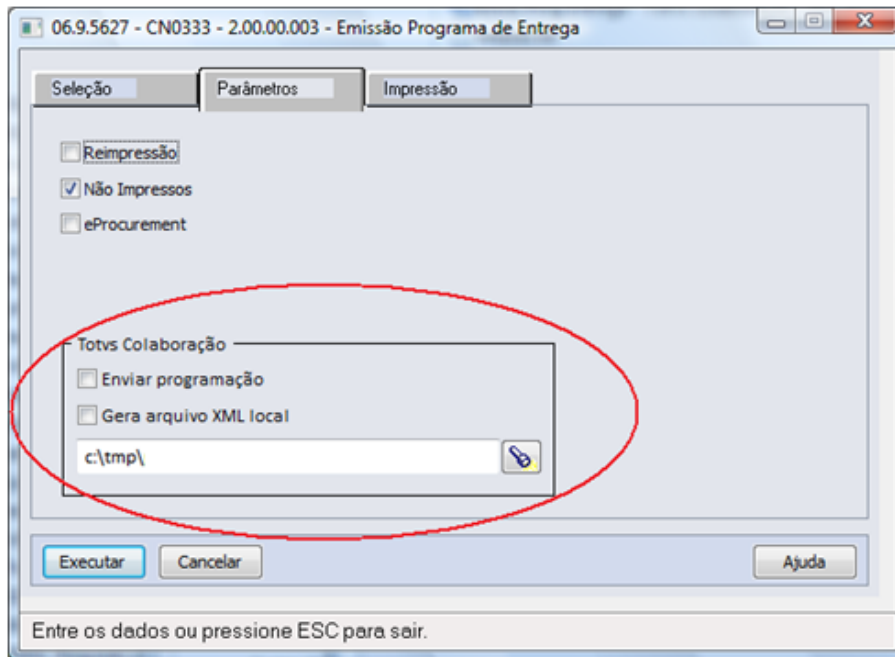 06.9.5627 - CN0333 - 2.00.00.003 - Emissão Programa de Entrega
Seleção Parâmetros Impressão
Reimpressão
Não Impressos
eProcurement
Totvs Colaboração
Enviar programação
Gera arquivo XML local
c:\tmp\
Executar Cancelar Ajuda
Entre os dados ou pressione ESC para sair.